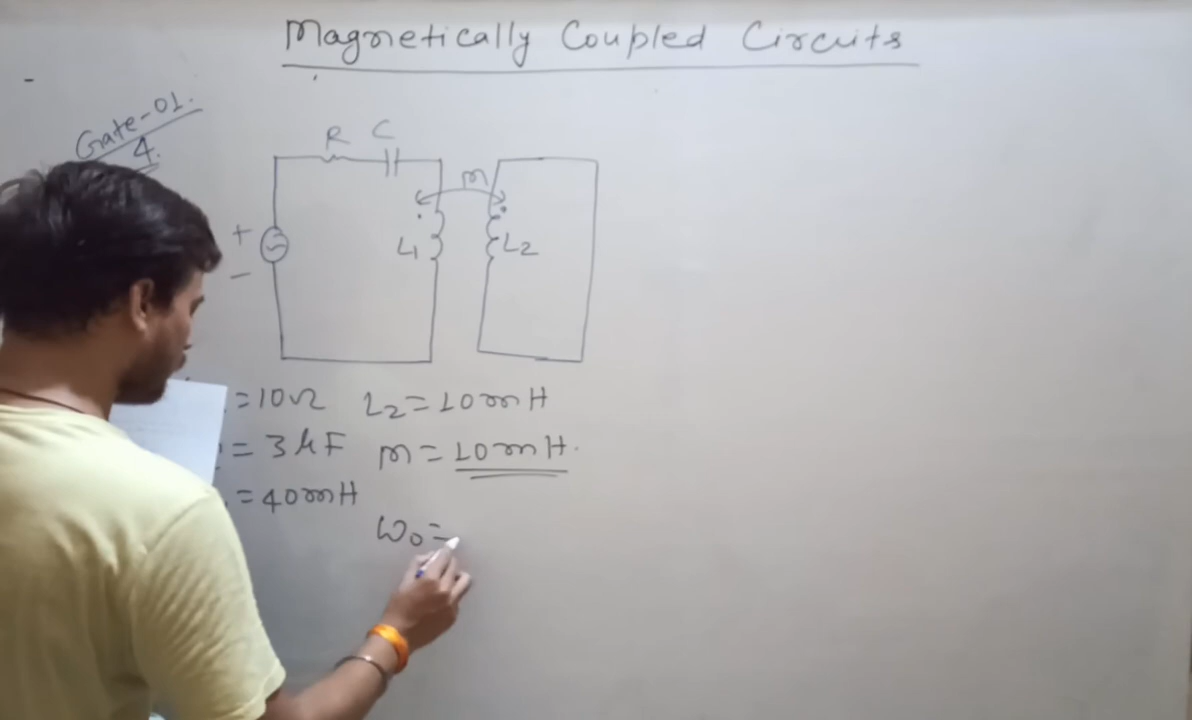 Magnetically Coupled Circuits
Gate-01.
4.
R C
M
+
-
L1 L2
=10Ω L2=10mH
= 3μF M = 10mH.
=40mH
ω0=